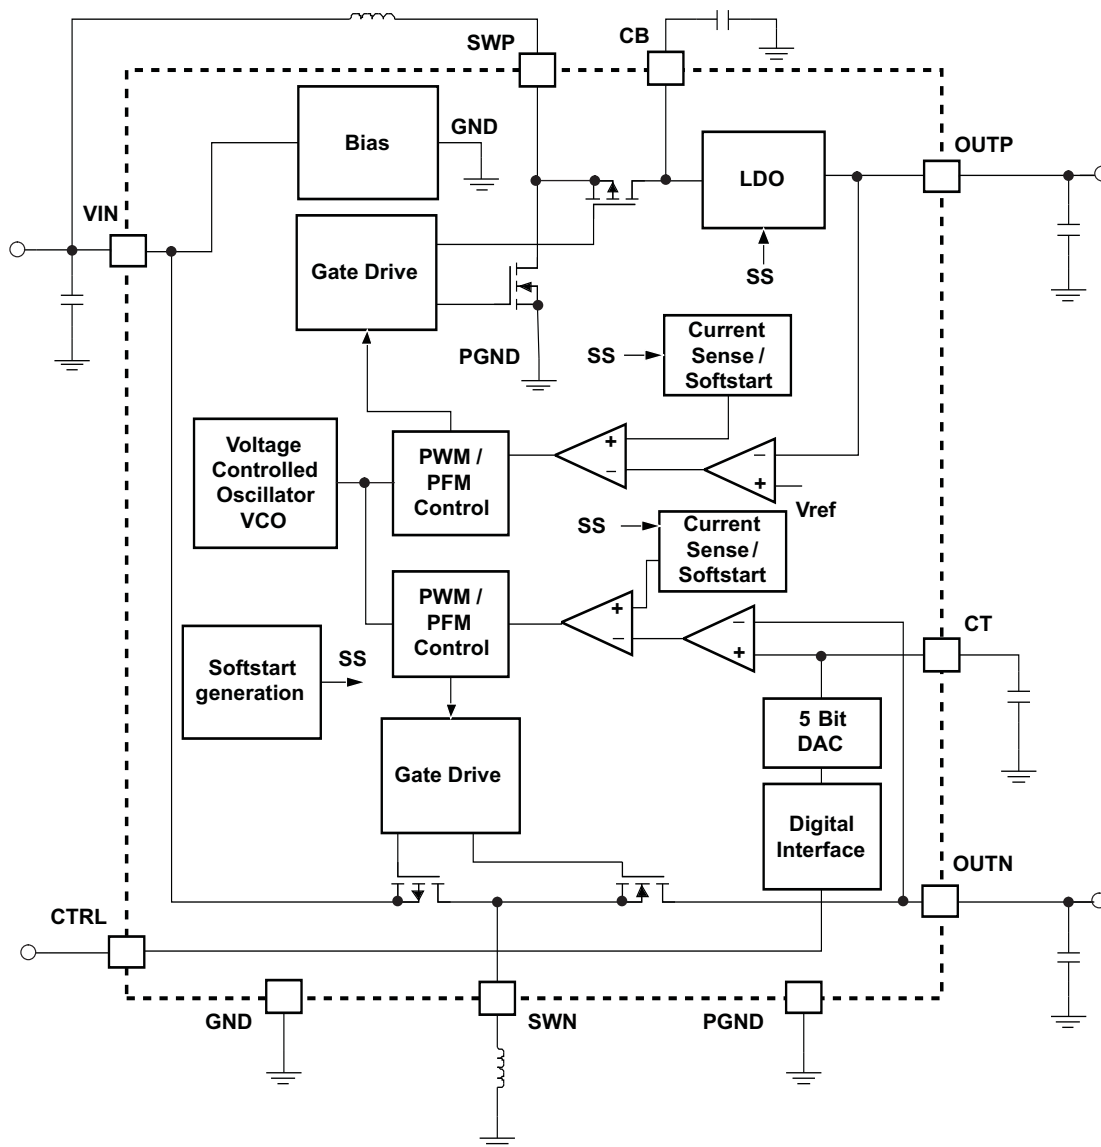 SWP
CB
Bias
GND
LDO
OUTP
VIN
Gate Drive
SS
PGND
SS
Current
Sense /
Softstart
Voltage
Controlled
Oscillator
VCO
PWM /
PFM
Control
+
−
−
+
Vref
SS
Current
Sense /
Softstart
PWM /
PFM
Control
+
−
−
+
CT
Softstart
generation
SS
5 Bit
DAC
Gate Drive
Digital
Interface
OUTN
CTRL
GND
SWN
PGND